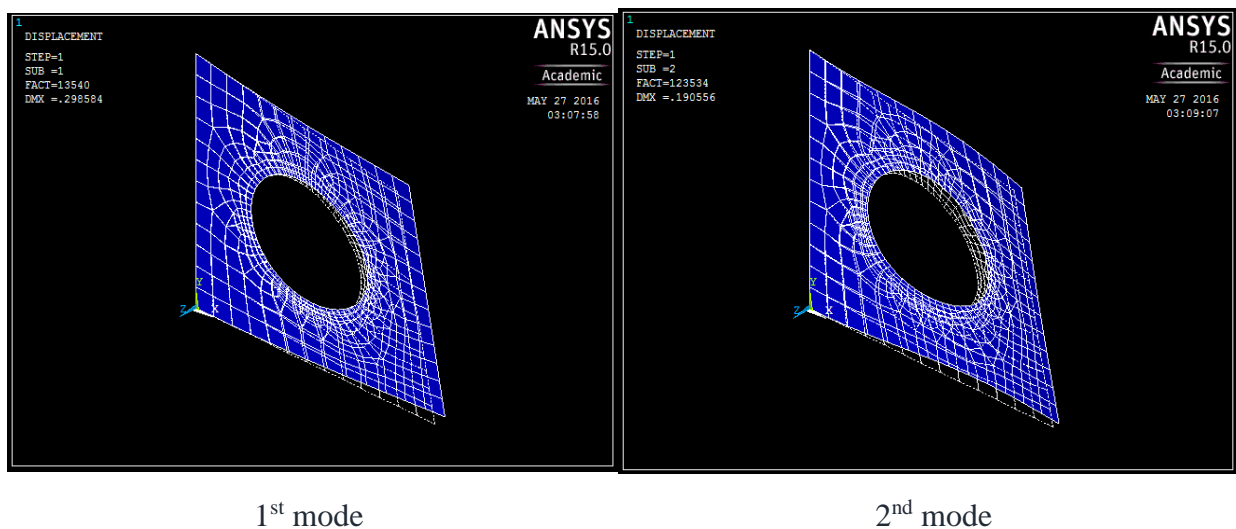 1
DISPLACEMENT
STEP=1
SUB =1
FACT=13540
DMX =.298584
ANSYS
R15.0
Academic
MAY 27 2016
03:07:58
Y
Z X
1
DISPLACEMENT
STEP=1
SUB =2
FACT=123534
DMX =.190556
ANSYS
R15.0
Academic
MAY 27 2016
03:09:07
Y
Z X
1st mode
2nd mode